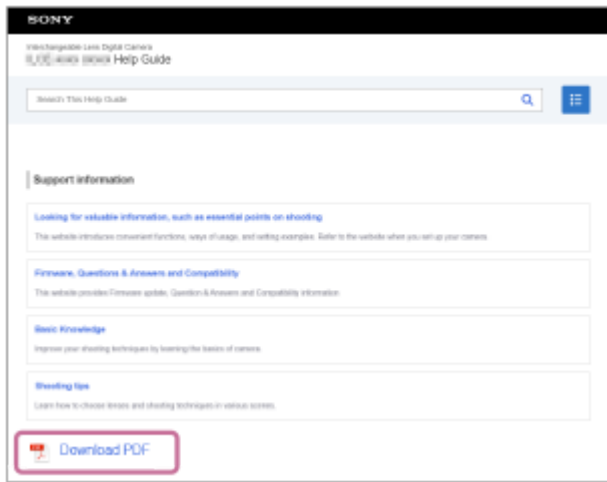 SONY
Interchangeable Lens Digital Camera
Help Guide
Search This Help Guide
Support information
Looking for valuable information, such as essential points on shooting
This website introduces convenient functions, ways of usage, and setting examples. Refer to the website when you set up your camera.
Firmware, Questions & Answers and Compatibility
This website provides Firmware update, Question & Answers and Compatibility information
Basic Knowledge
Improve your shooting techniques by learning the basics of camera.
Shooting tips
Learn how to choose lenses and shooting techniques in various scenes.
Download PDF